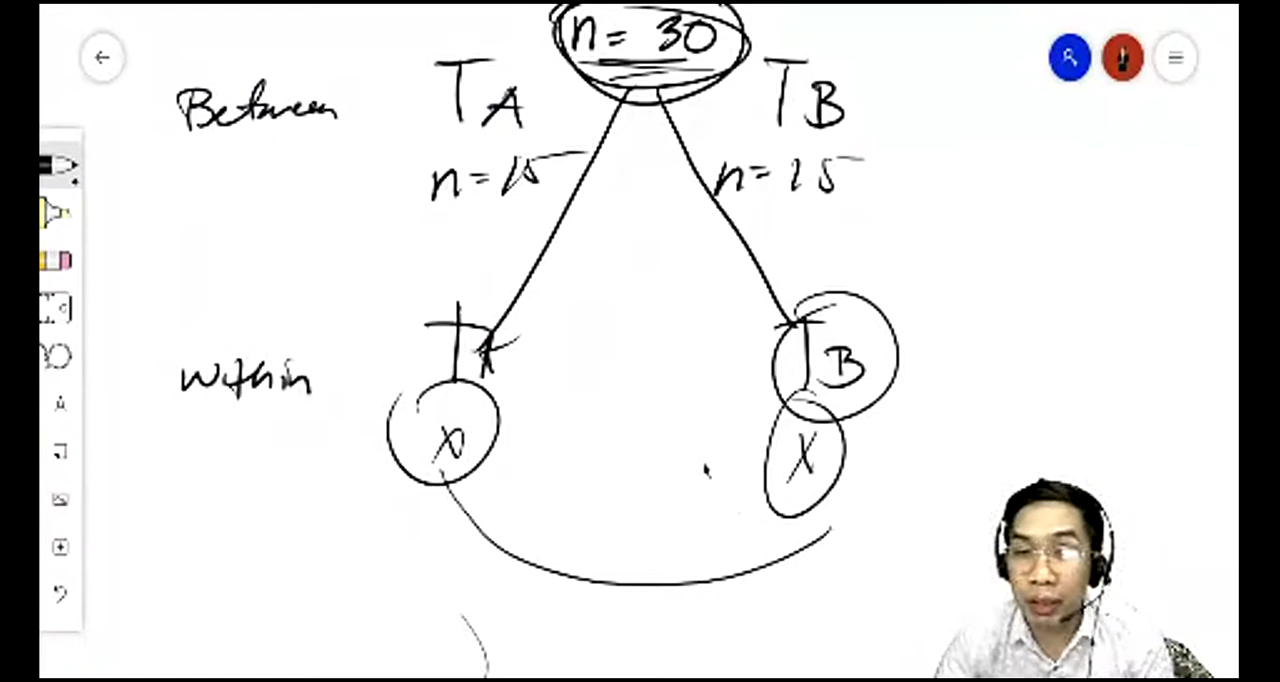 n = 30
Between TA TB
n = 15 n = 15
Within TA TB
X X